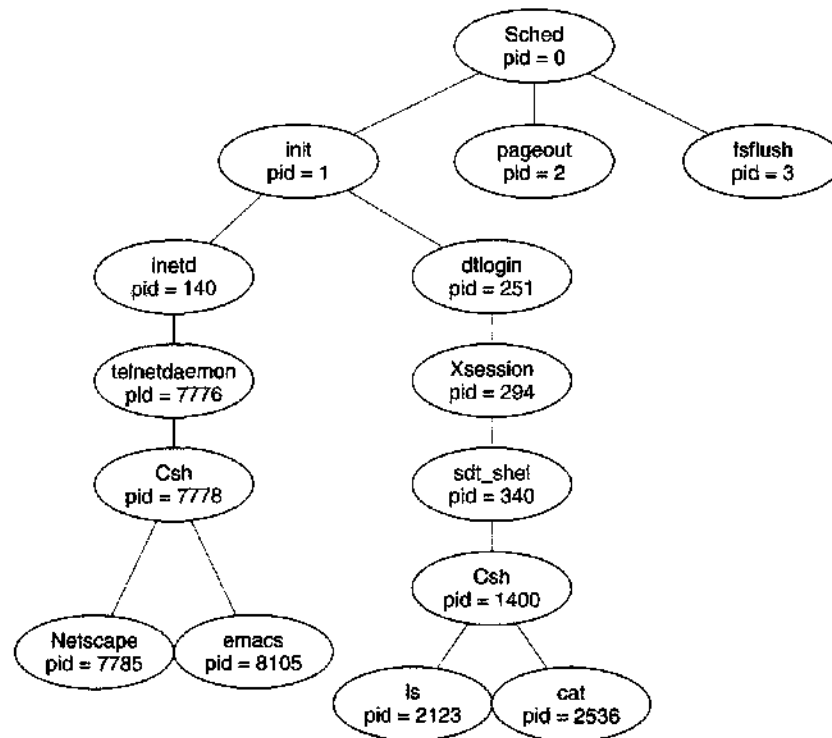 Sched
pid = 0
init
pid = 1
pageout
pid = 2
fsflush
pid = 3
inetd
pid = 140
dtlogin
pid = 251
telnetdaemon
pid = 7776
Xsession
pid = 294
Csh
pid = 7778
sdt_shel
pid = 340
Csh
pid = 1400
Netscape
pid = 7785
emacs
pid = 8105
ls
pid = 2123
cat
pid = 2536